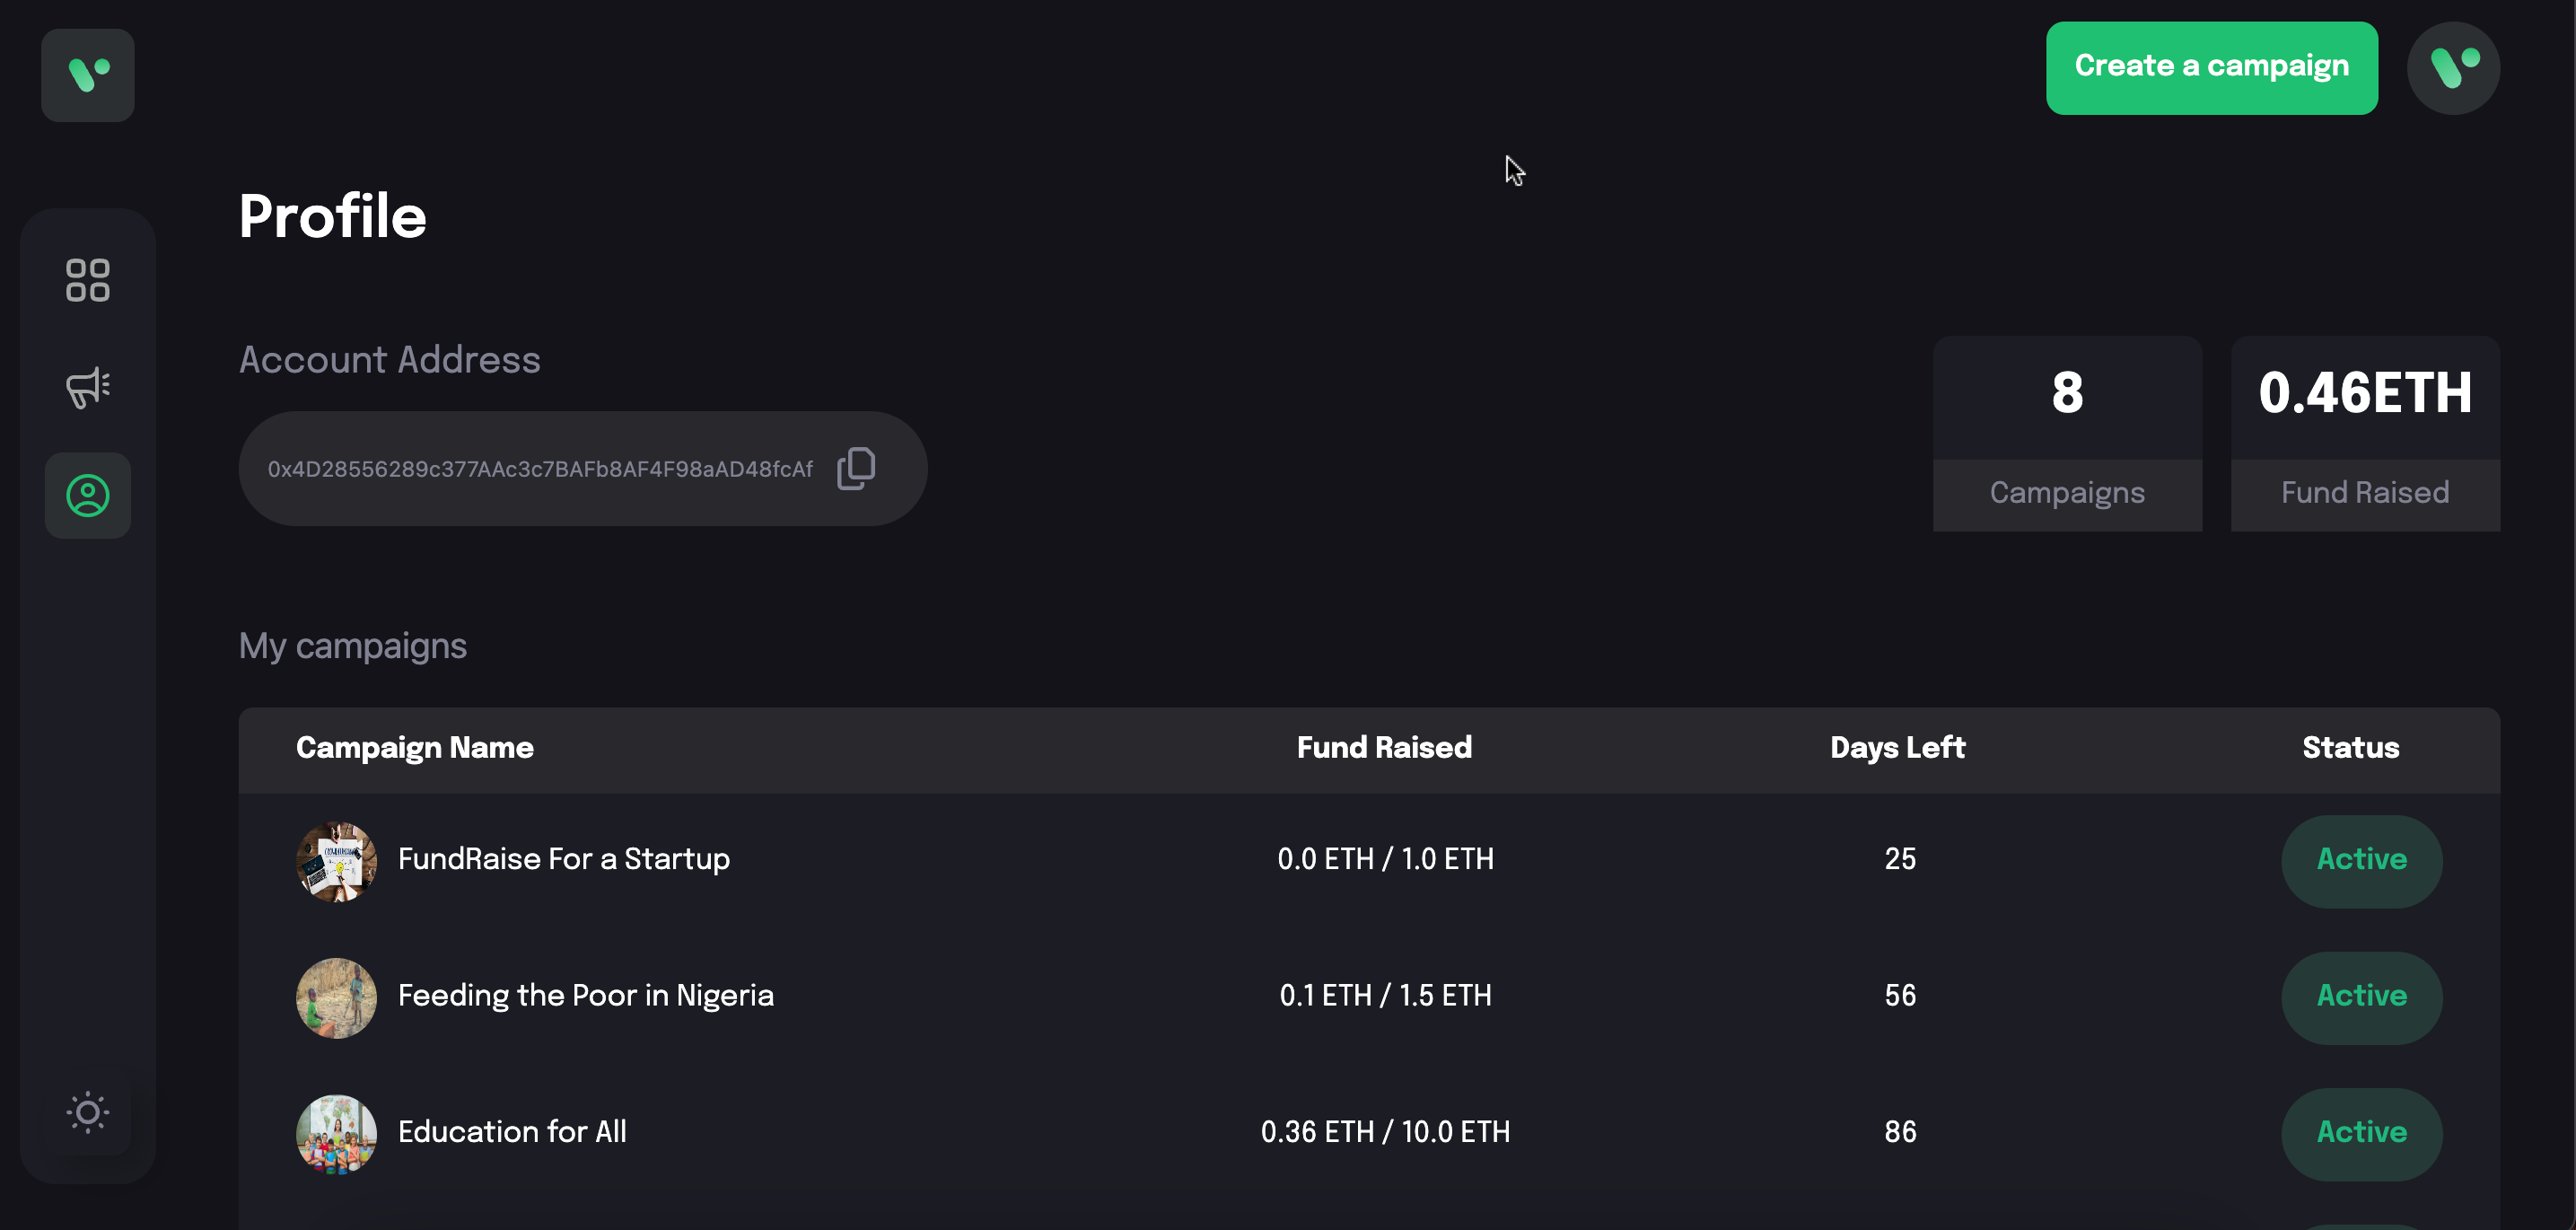 Create a campaign
Profile
Account Address
0x4D28556289c377AAc3c7BAFb8AF4F98aAD48fcAf
8
Campaigns
0.46ETH
Fund Raised
My campaigns
Campaign Name Fund Raised Days Left Status
FundRaise For a Startup 0.0 ETH / 1.0 ETH 25 Active
Feeding the Poor in Nigeria 0.1 ETH / 1.5 ETH 56 Active
Education for All 0.36 ETH / 10.0 ETH 86 Active